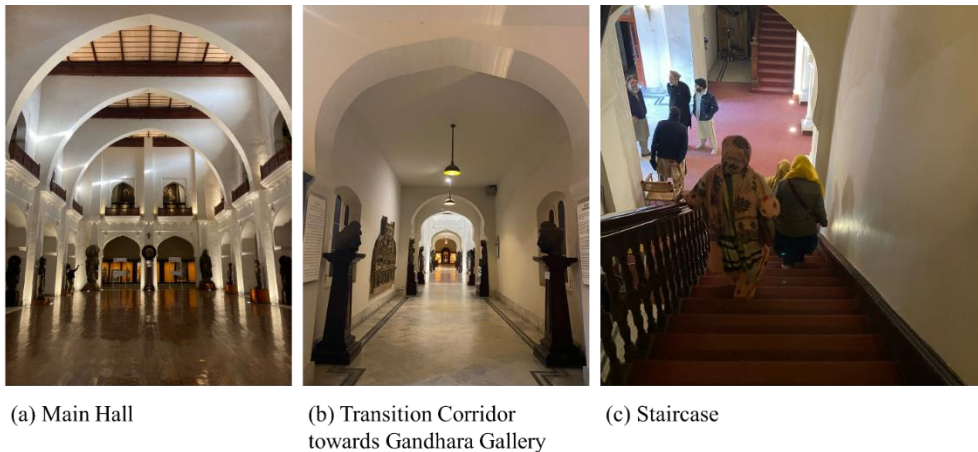 (a) Main Hall
(b) Transition Corridor
towards Gandhara Gallery
(c) Staircase